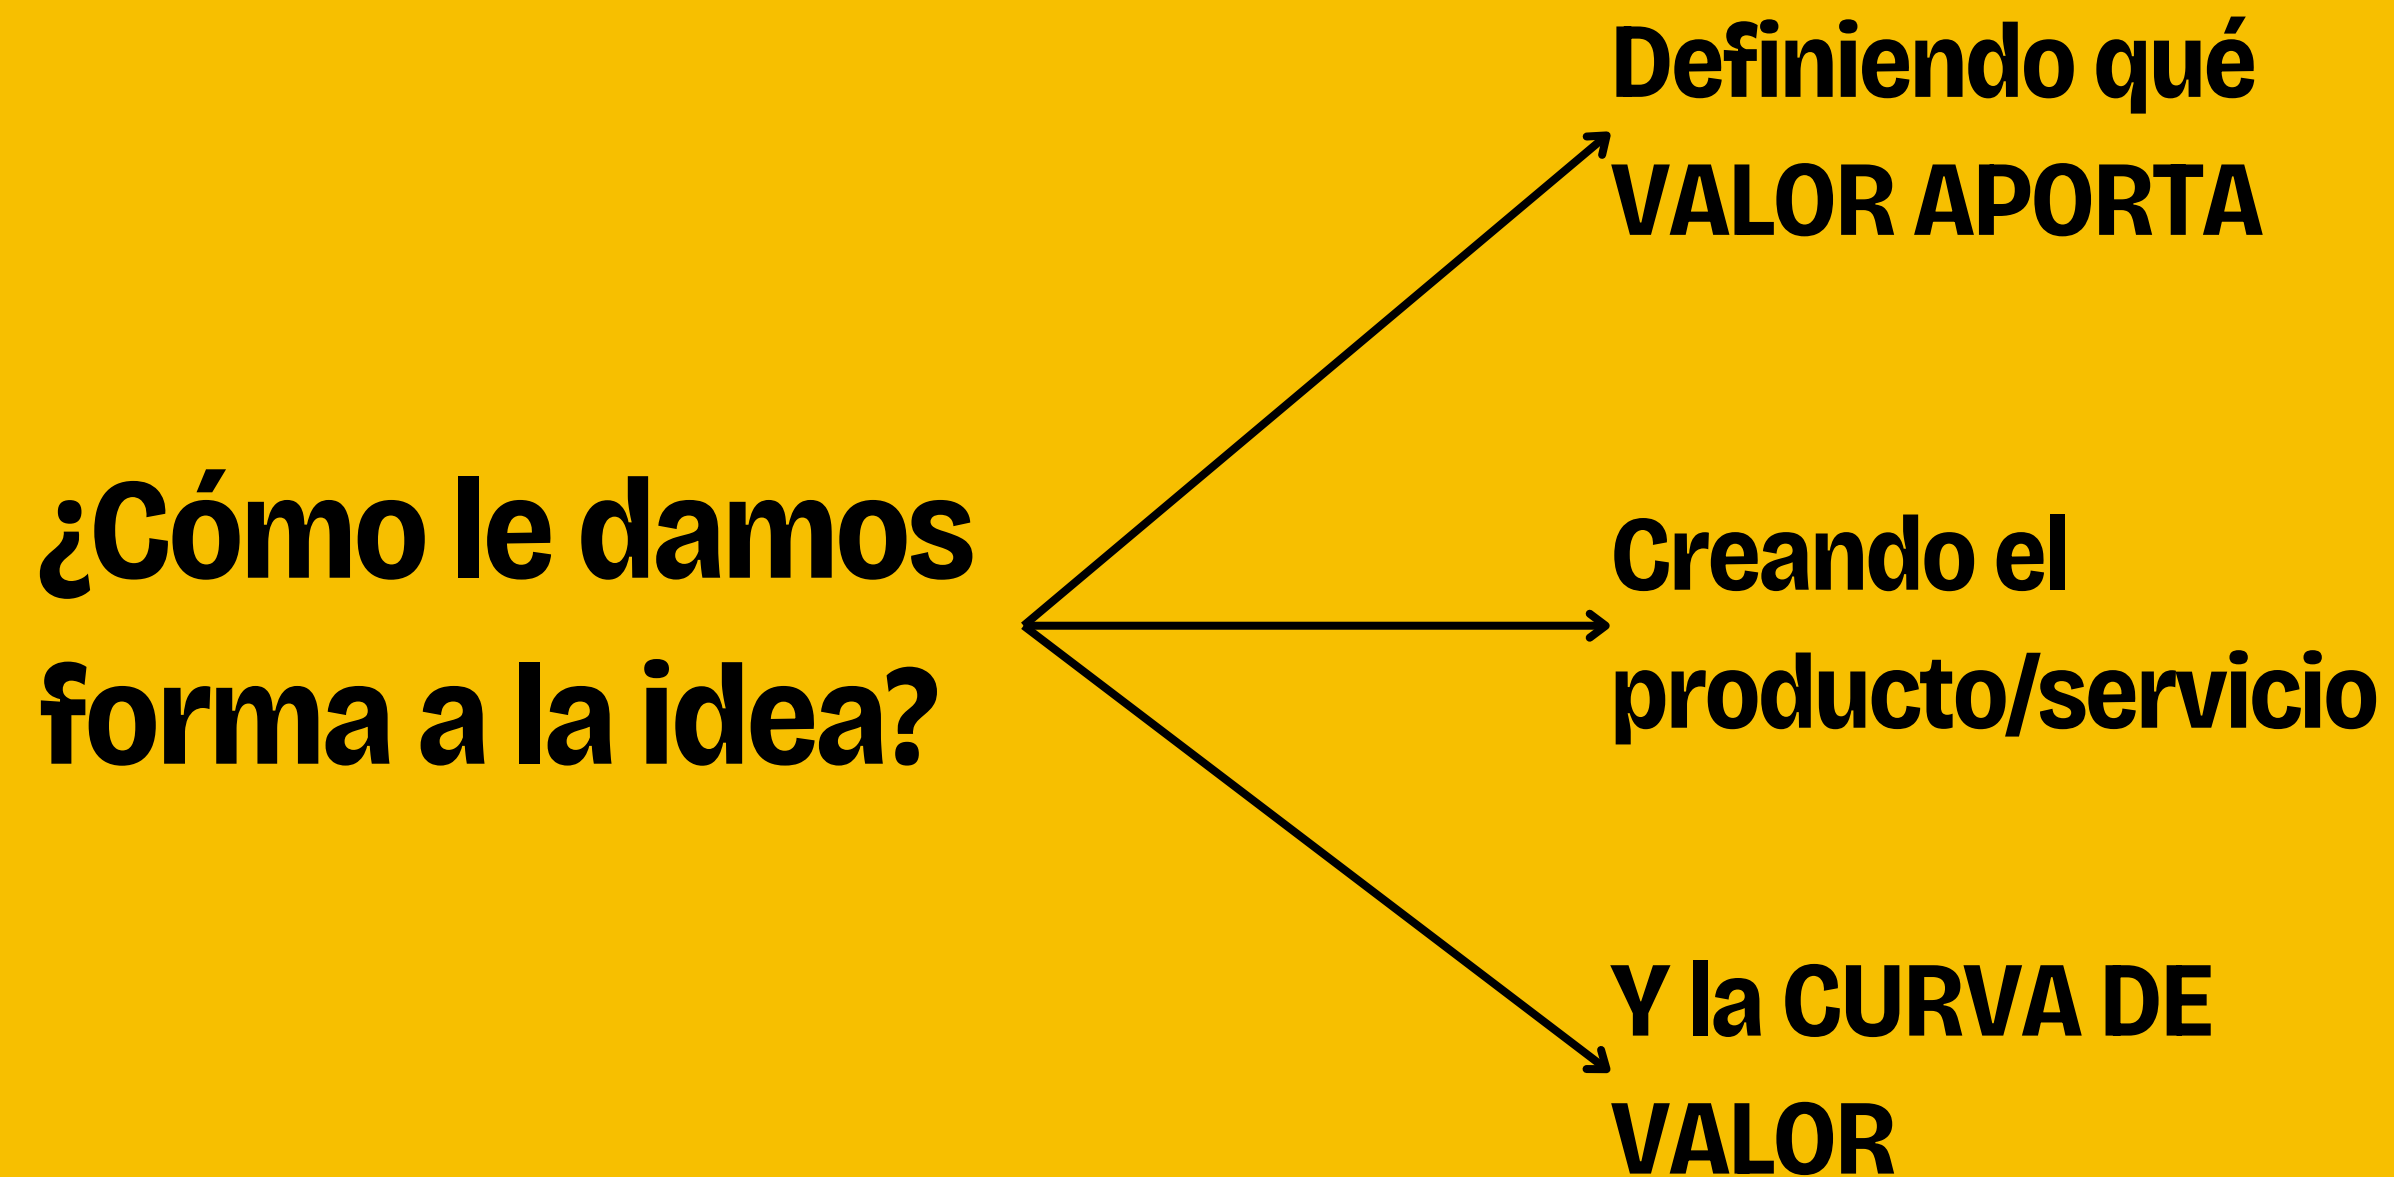 ¿Cómo le damos
forma a la idea?
Definiendo qué
VALOR APORTA
Creando el
producto/servicio
Y la CURVA DE
VALOR